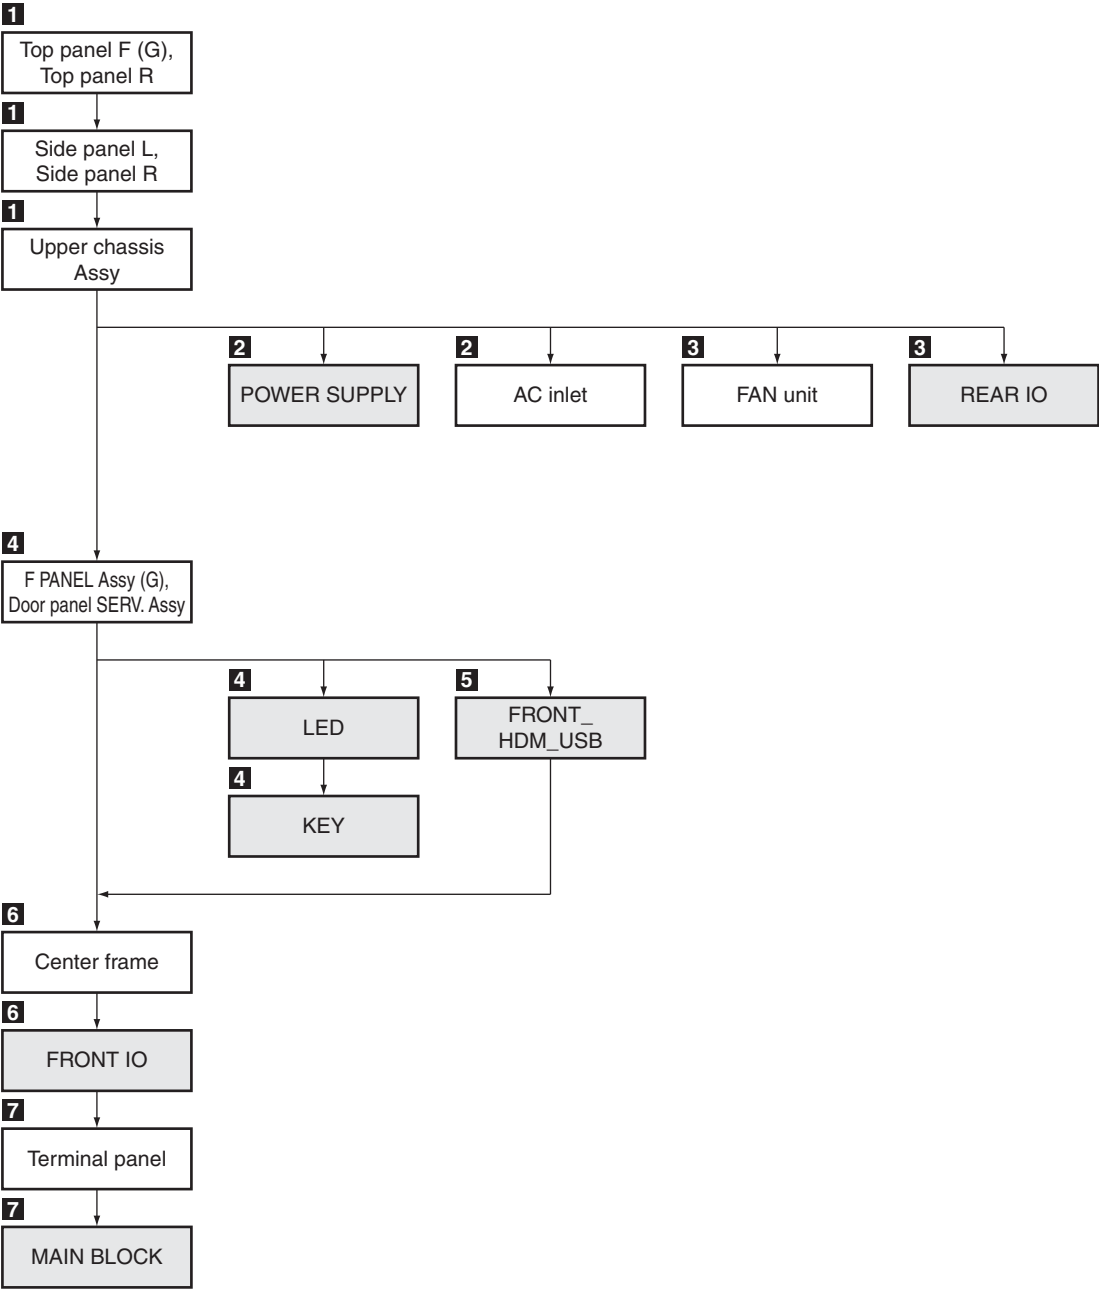 1
Top panel F (G),
Top panel R
1
Side panel L,
Side panel R
1
Upper chassis
Assy
2
POWER SUPPLY
2
AC inlet
3
FAN unit
3
REAR IO
4
F PANEL Assy (G),
Door panel SERV. Assy
4
LED
5
FRONT_
HDM_USB
4
KEY
6
Center frame
6
FRONT IO
7
Terminal panel
7
MAIN BLOCK